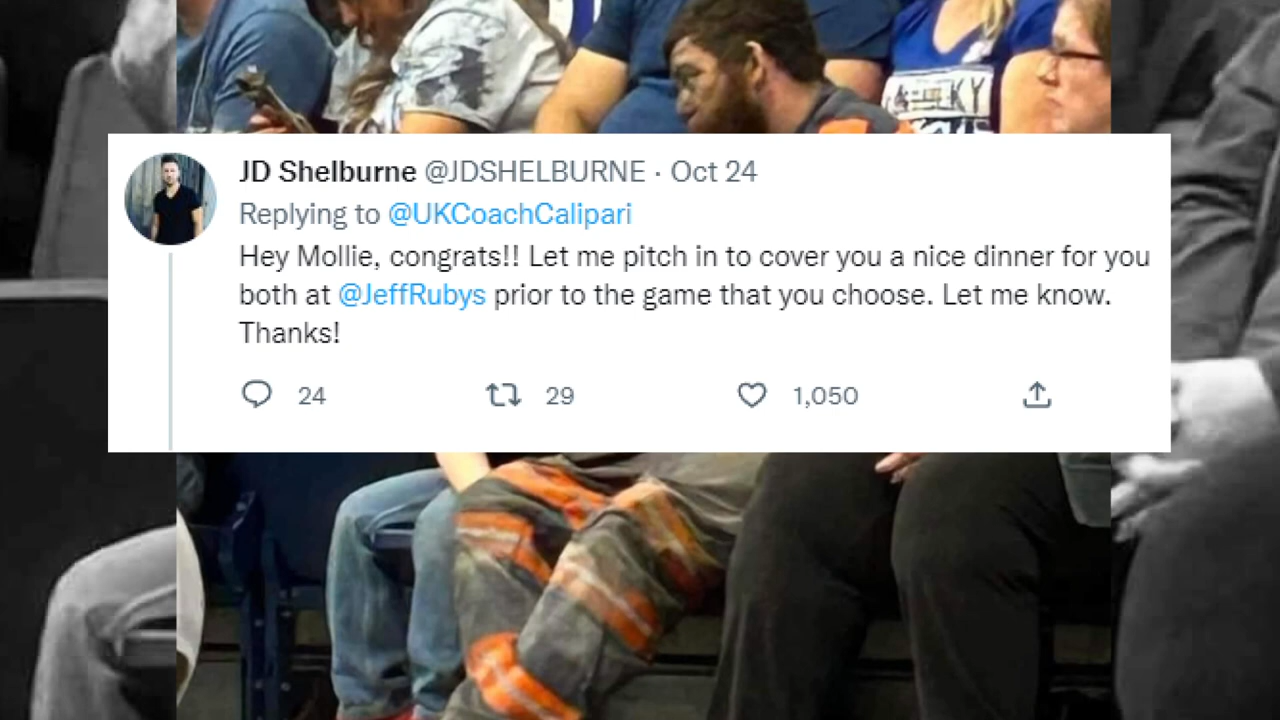 JD Shelburne @JDSHELBURNE · Oct 24
Replying to @UKCoachCalipari
Hey Mollie, congrats!! Let me pitch in to cover you a nice dinner for you
both at @JeffRubys prior to the game that you choose. Let me know.
Thanks!
24 29 1,050